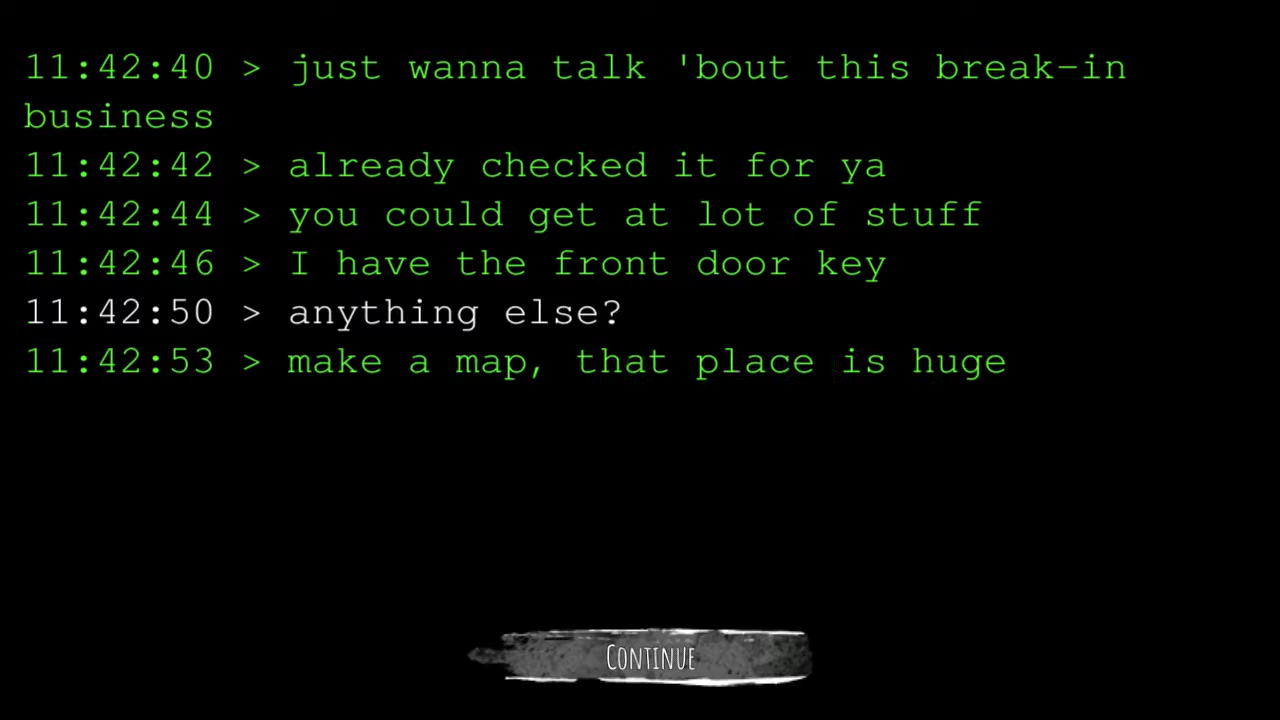 11:42:40 > just wanna talk 'bout this break-in
business
11:42:42 > already checked it for ya
11:42:44 > you could get at lot of stuff
11:42:46 > I have the front door key
11:42:50 > anything else?
11:42:53 > make a map, that place is huge
Continue